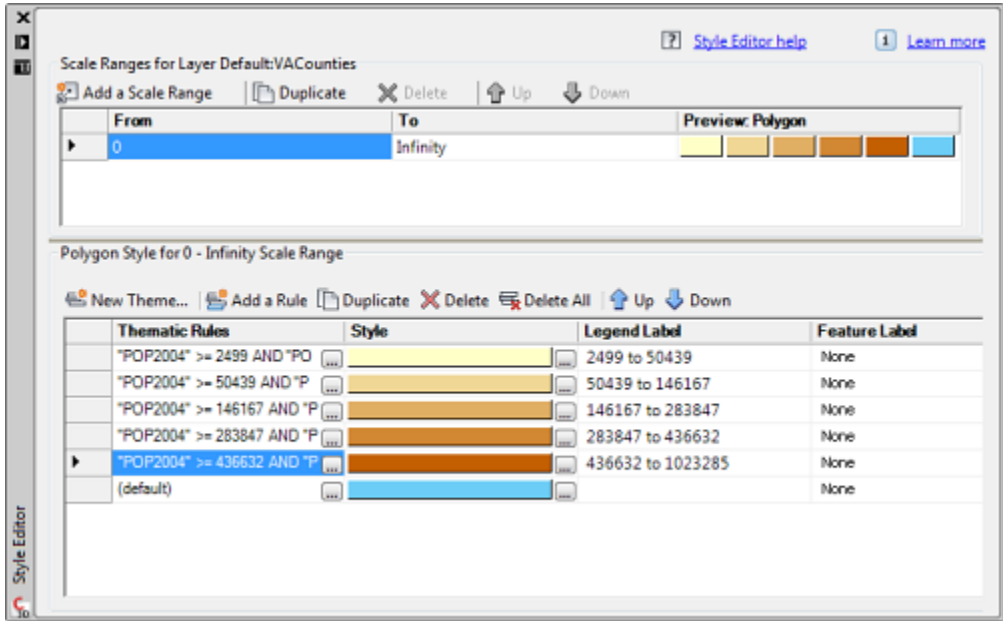 Style Editor help Learn more
Scale Ranges for Layer Default:VACounties
Add a Scale Range Duplicate Delete Up Down
From To Preview: Polygon
0 Infinity
Polygon Style for 0 - Infinity Scale Range
New Theme... Add a Rule Duplicate Delete Delete All Up Down
Thematic Rules Style Legend Label Feature Label
"POP2004" >= 2499 AND "PO ... ... 2499 to 50439 None
"POP2004" >= 50439 AND "P ... ... 50439 to 146167 None
"POP2004" >= 146167 AND "P ... ... 146167 to 283847 None
"POP2004" >= 283847 AND "P ... ... 283847 to 436632 None
"POP2004" >= 436632 AND "P ... ... 436632 to 1023285 None
(default) ... ... None
Style Editor
C 3D